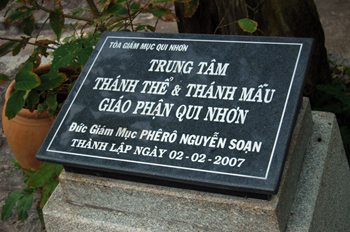 TÒA GIÁM MỤC QUI NHƠN
TRUNG TÂM
THÁNH THỂ & THÁNH MẪU
GIÁO PHẬN QUI NHƠN
Đức Giám Mục PHÊRÔ NGUYỄN SOẠN
THÀNH LẬP NGÀY 02-02-2007